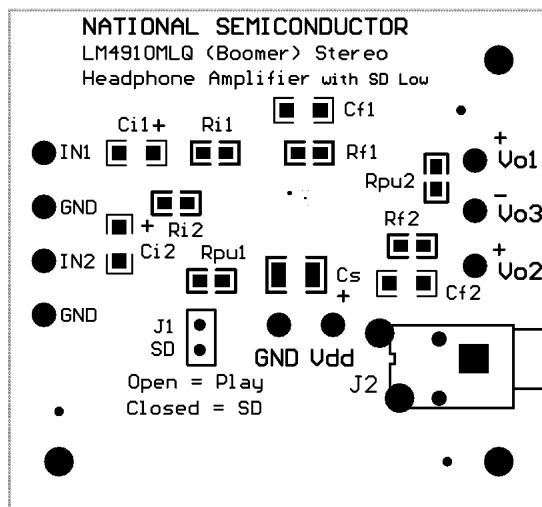 NATIONAL SEMICONDUCTOR
LM4910MLQ (Boomer) Stereo
Headphone Amplifier with SD Low
Cf1
Ci1+
Ri1
Rf1
IN1
+
Vo1
Rpu2
GND
Ri2
-
Vo3
+
Ci2
Rf2
IN2
+
Vo2
Rpu1
Cs
+
Cf2
GND
J1
SD
GND Vdd
J2
Open = Play
Closed = SD